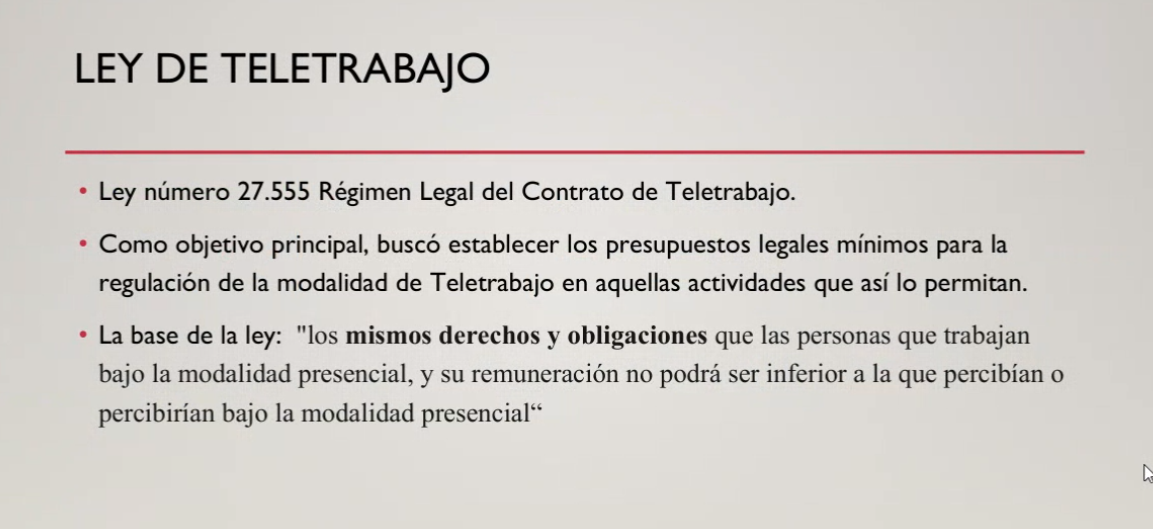 LEY DE TELETRABAJO
• Ley número 27.555 Régimen Legal del Contrato de Teletrabajo.
• Como objetivo principal, buscó establecer los presupuestos legales mínimos para la
regulación de la modalidad de Teletrabajo en aquellas actividades que así lo permitan.
• La base de la ley:  "los mismos derechos y obligaciones que las personas que trabajan
bajo la modalidad presencial, y su remuneración no podrá ser inferior a la que percibían o
percibirían bajo la modalidad presencial“